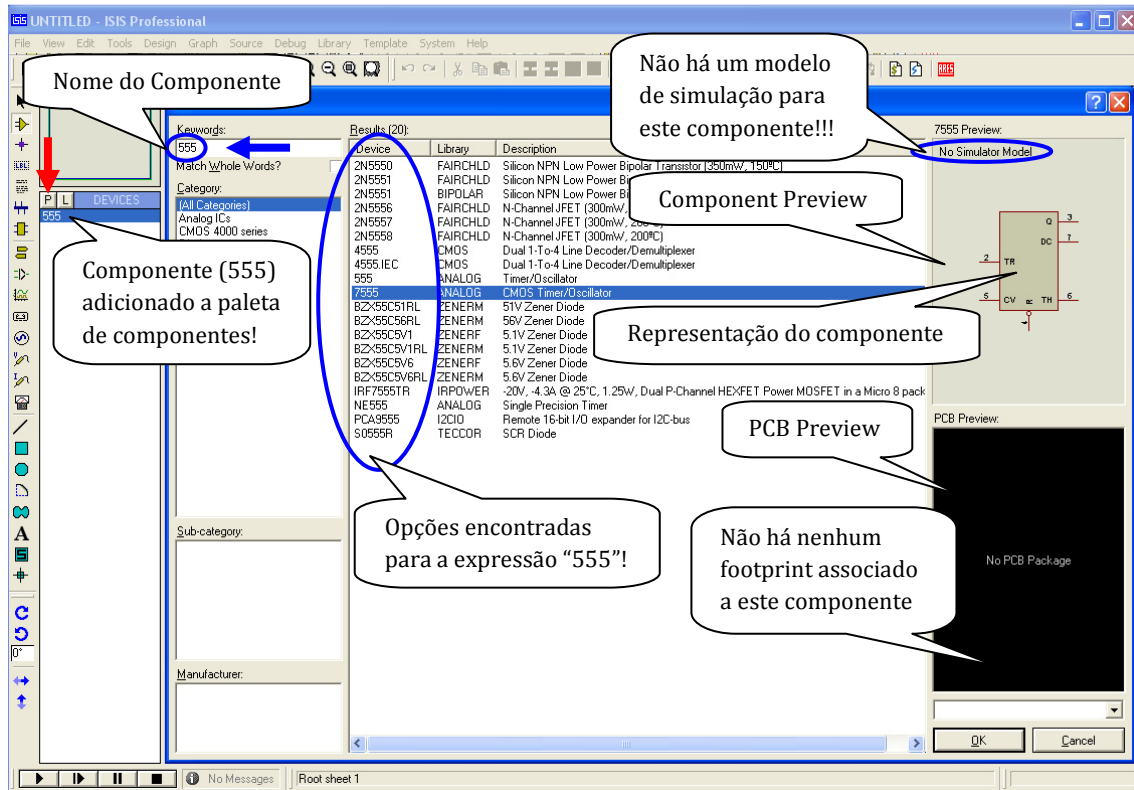 UNTITLED - ISIS Professional
File View Edit Tools Design Graph Source Debug Library Template System Help
Nome do Componente
Não há um modelo
de simulação para
este componente!!!
Keywords:
555
Match Whole Words?
Category:
(All Categories)
Analog ICs
CMOS 4000 series
P L DEVICES
555
Componente (555)
adicionado a paleta
de componentes!
Results (20):
Device Library Description
2N5550 FAIRCHLD Silicon NPN Low Power Bipolar Transistor (350mW, 150ºC)
2N5551 FAIRCHLD Silicon NPN Low Power Bi
2N5551 BIPOLAR Silicon NPN Low Power Bi
2N5556 FAIRCHLD N-Channel JFET (300mW,
2N5557 FAIRCHLD N-Channel JFET (300mW, 200ºC)
2N5558 FAIRCHLD N-Channel JFET (300mW, 200ºC)
4555 CMOS Dual 1-To-4 Line Decoder/Demultiplexer
4555.IEC CMOS Dual 1-To-4 Line Decoder/Demultiplexer
555 ANALOG Timer/Oscillator
7555 ANALOG CMOS Timer/Oscillator
BZX55C51RL ZENERM 51V Zener Diode
BZX55C56RL ZENERM 56V Zener Diode
BZX55C5V1 ZENERF 5.1V Zener Diode
BZX55C5V1RL ZENERM 5.1V Zener Diode
BZX55C5V6 ZENERF 5.6V Zener Diode
BZX55C5V6RL ZENERM 5.6V Zener Diode
IRF7555TR IRPOWER -20V, -4.3A @ 25°C, 1.25W, Dual P-Channel HEXFET Power MOSFET in a Micro 8 pack
NE555 ANALOG Single Precision Timer
PCA9555 I2CIO Remote 16-bit I/O expander for I2C-bus
S0555R TECCOR SCR Diode
Component Preview
Representação do componente
7555 Preview:
No Simulator Model
Q 3
DC 7
2 TR
5 CV R TH 6
4
PCB Preview
PCB Preview:
No PCB Package
Opções encontradas
para a expressão “555”!
Não há nenhum
footprint associado
a este componente
Sub-category:
Manufacturer:
0°
A
OK Cancel
No Messages Root sheet 1